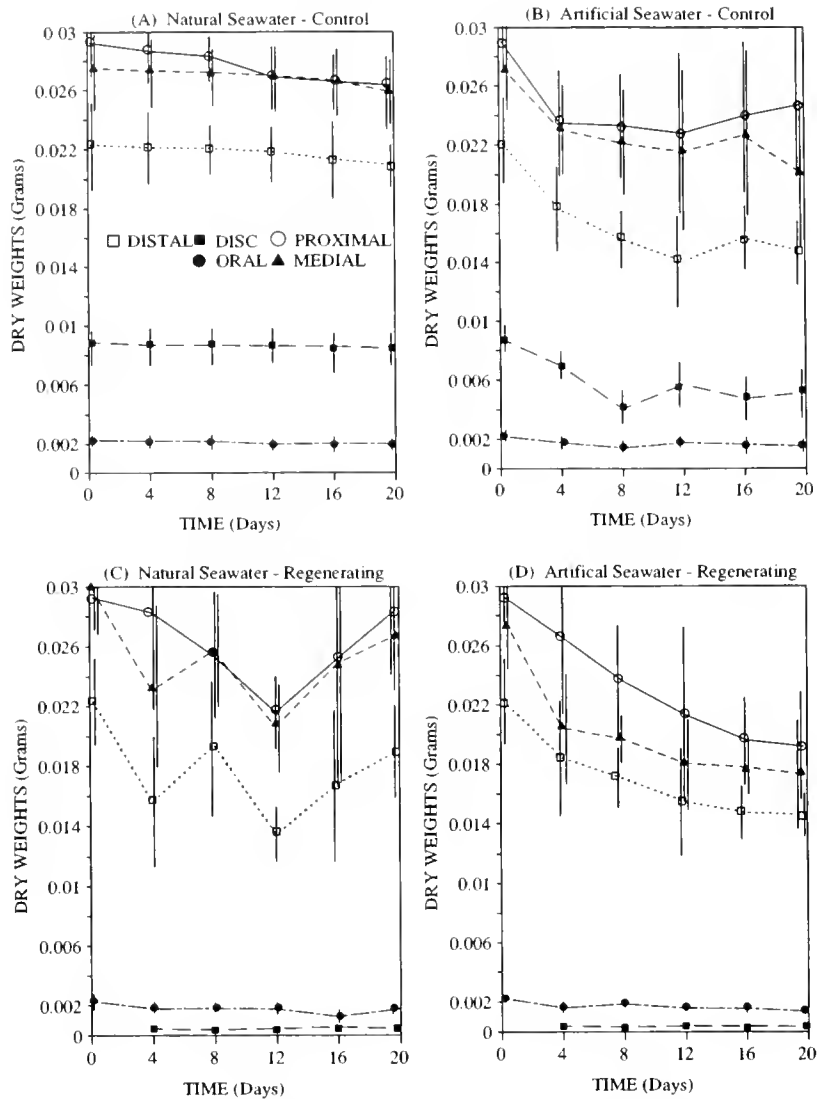 (A) Natural Seawater - Control
0.03
0.026
0.022
0.018
0.014
0.01
0.006
0.002
0
DRY WEIGHTS (Grams)
DISTAL DISC PROXIMAL
ORAL MEDIAL
0 4 8 12 16 20
TIME (Days)
(B) Artificial Seawater - Control
0.03
0.026
0.022
0.018
0.014
0.01
0.006
0.002
0
DRY WEIGHTS (Grams)
0 4 8 12 16 20
TIME (Days)
(C) Natural Seawater - Regenerating
0.03
0.026
0.022
0.018
0.014
0.01
0.006
0.002
0
DRY WEIGHTS (Grams)
0 4 8 12 16 20
TIME (Days)
(D) Artifical Seawater - Regenerating
0.03
0.026
0.022
0.018
0.014
0.01
0.006
0.002
0
DRY WEIGHTS (Grams)
0 4 8 12 16 20
TIME (Days)